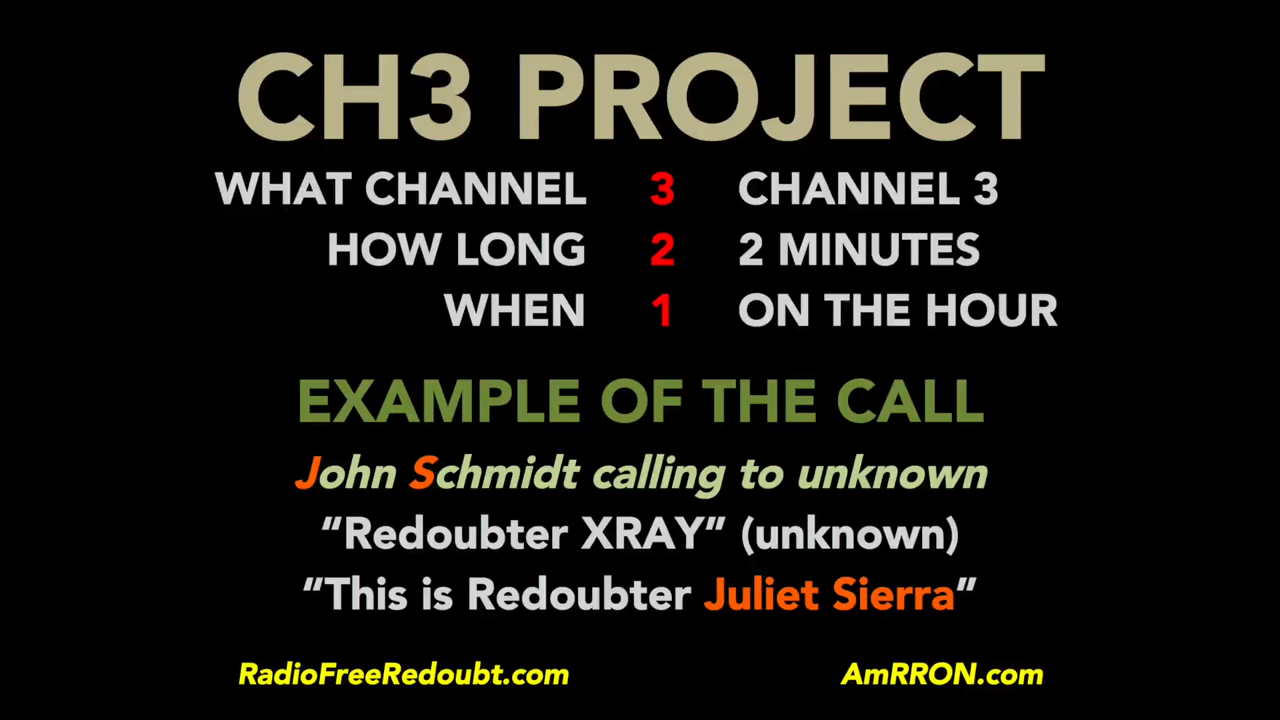 CH3 PROJECT
WHAT CHANNEL 3 CHANNEL 3
HOW LONG 2 2 MINUTES
WHEN 1 ON THE HOUR
EXAMPLE OF THE CALL
John Schmidt calling to unknown
“Redoubter XRAY” (unknown)
“This is Redoubter Juliet Sierra”
RadioFreeRedoubt.com AmRRON.com